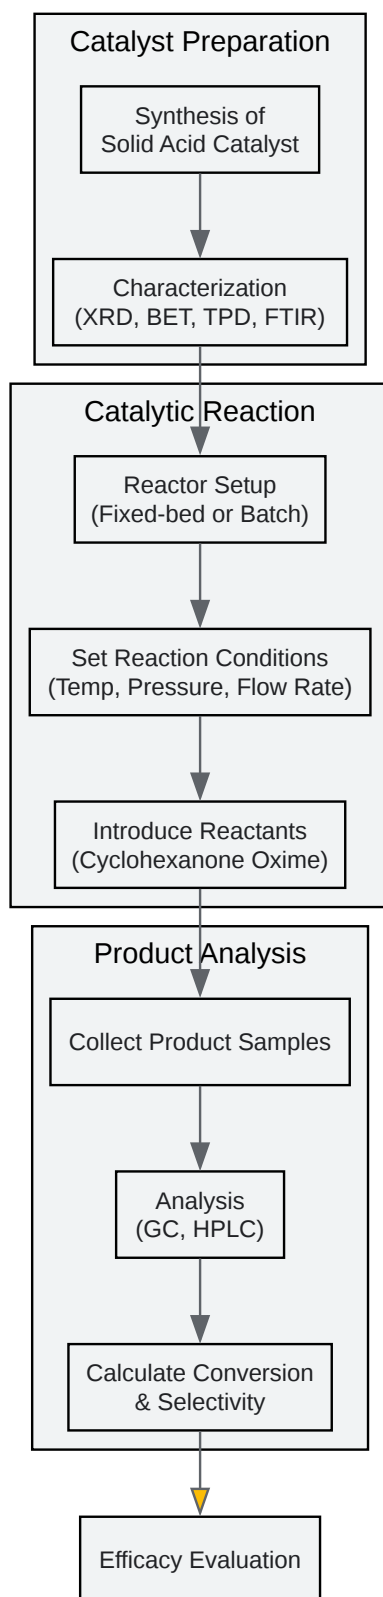 Catalyst Preparation
Synthesis of
Solid Acid Catalyst
Characterization
(XRD, BET, TPD, FTIR)
Catalytic Reaction
Reactor Setup
(Fixed-bed or Batch)
Set Reaction Conditions
(Temp, Pressure, Flow Rate)
Introduce Reactants
(Cyclohexanone Oxime)
Product Analysis
Collect Product Samples
Analysis
(GC, HPLC)
Calculate Conversion
& Selectivity
Efficacy Evaluation